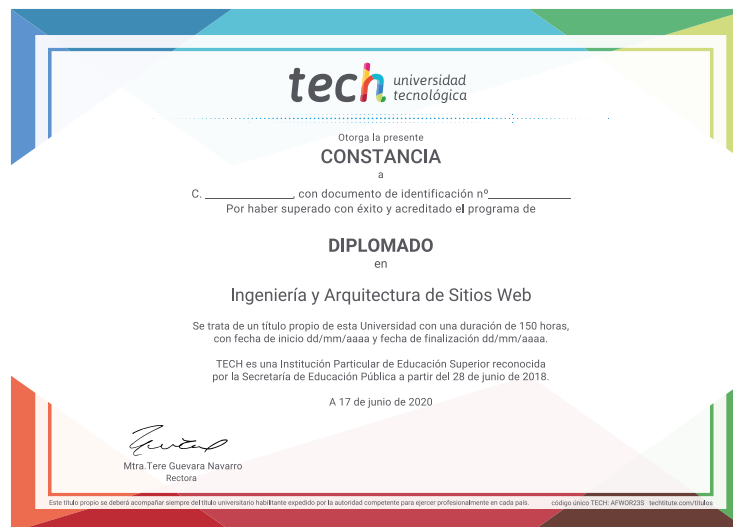 tech universidad
tecnológica
Otorga la presente
CONSTANCIA
a
C. ______________, con documento de identificación nº______________
Por haber superado con éxito y acreditado el programa de
DIPLOMADO
en
Ingeniería y Arquitectura de Sitios Web
Se trata de un título propio de esta Universidad con una duración de 150 horas,
con fecha de inicio dd/mm/aaaa y fecha de finalización dd/mm/aaaa.
TECH es una Institución Particular de Educación Superior reconocida
por la Secretaría de Educación Pública a partir del 28 de junio de 2018.
A 17 de junio de 2020
Mtra.Tere Guevara Navarro
Rectora
Este título propio se deberá acompañar siempre del título universitario habilitante expedido por la autoridad competente para ejercer profesionalmente en cada país. código único TECH: AFWOR23S techtitute.com/títulos